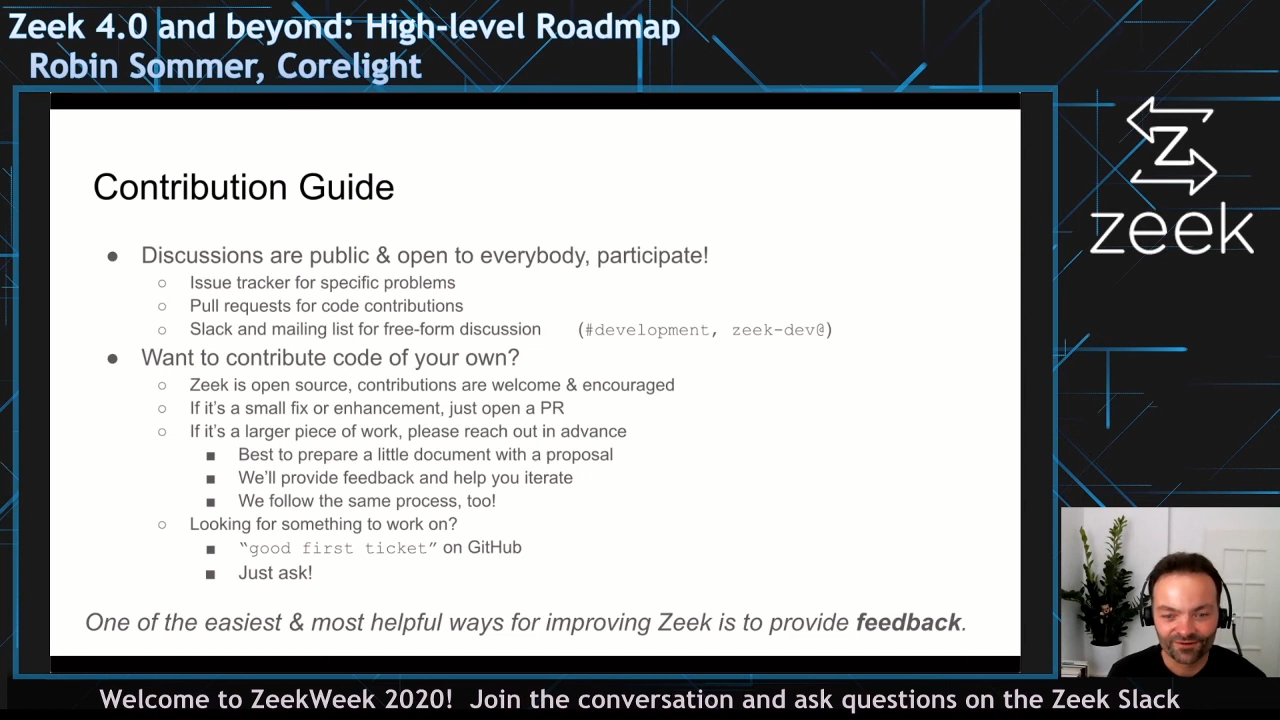 Zeek 4.0 and beyond: High-level Roadmap
Robin Sommer, Corelight
Z
zeek
Contribution Guide
● Discussions are public & open to everybody, participate!
○ Issue tracker for specific problems
○ Pull requests for code contributions
○ Slack and mailing list for free-form discussion (#development, zeek-dev@)
● Want to contribute code of your own?
○ Zeek is open source, contributions are welcome & encouraged
○ If it's a small fix or enhancement, just open a PR
○ If it's a larger piece of work, please reach out in advance
■ Best to prepare a little document with a proposal
■ We'll provide feedback and help you iterate
■ We follow the same process, too!
○ Looking for something to work on?
■ “good first ticket” on GitHub
■ Just ask!
One of the easiest & most helpful ways for improving Zeek is to provide feedback.
Welcome to ZeekWeek 2020! Join the conversation and ask questions on the Zeek Slack